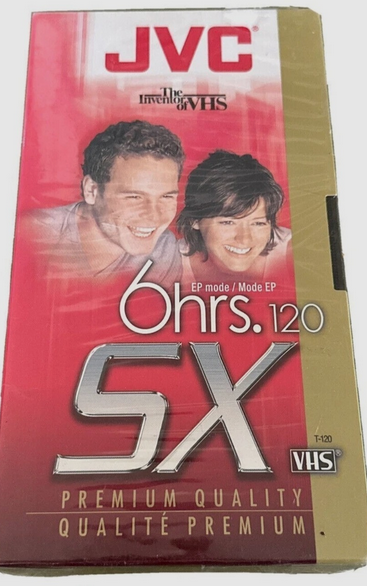 JVC
The
Inventor
of VHS
EP mode / Mode EP
6hrs. 120
SX
T-120
VHS
PREMIUM QUALITY
QUALITÉ PREMIUM